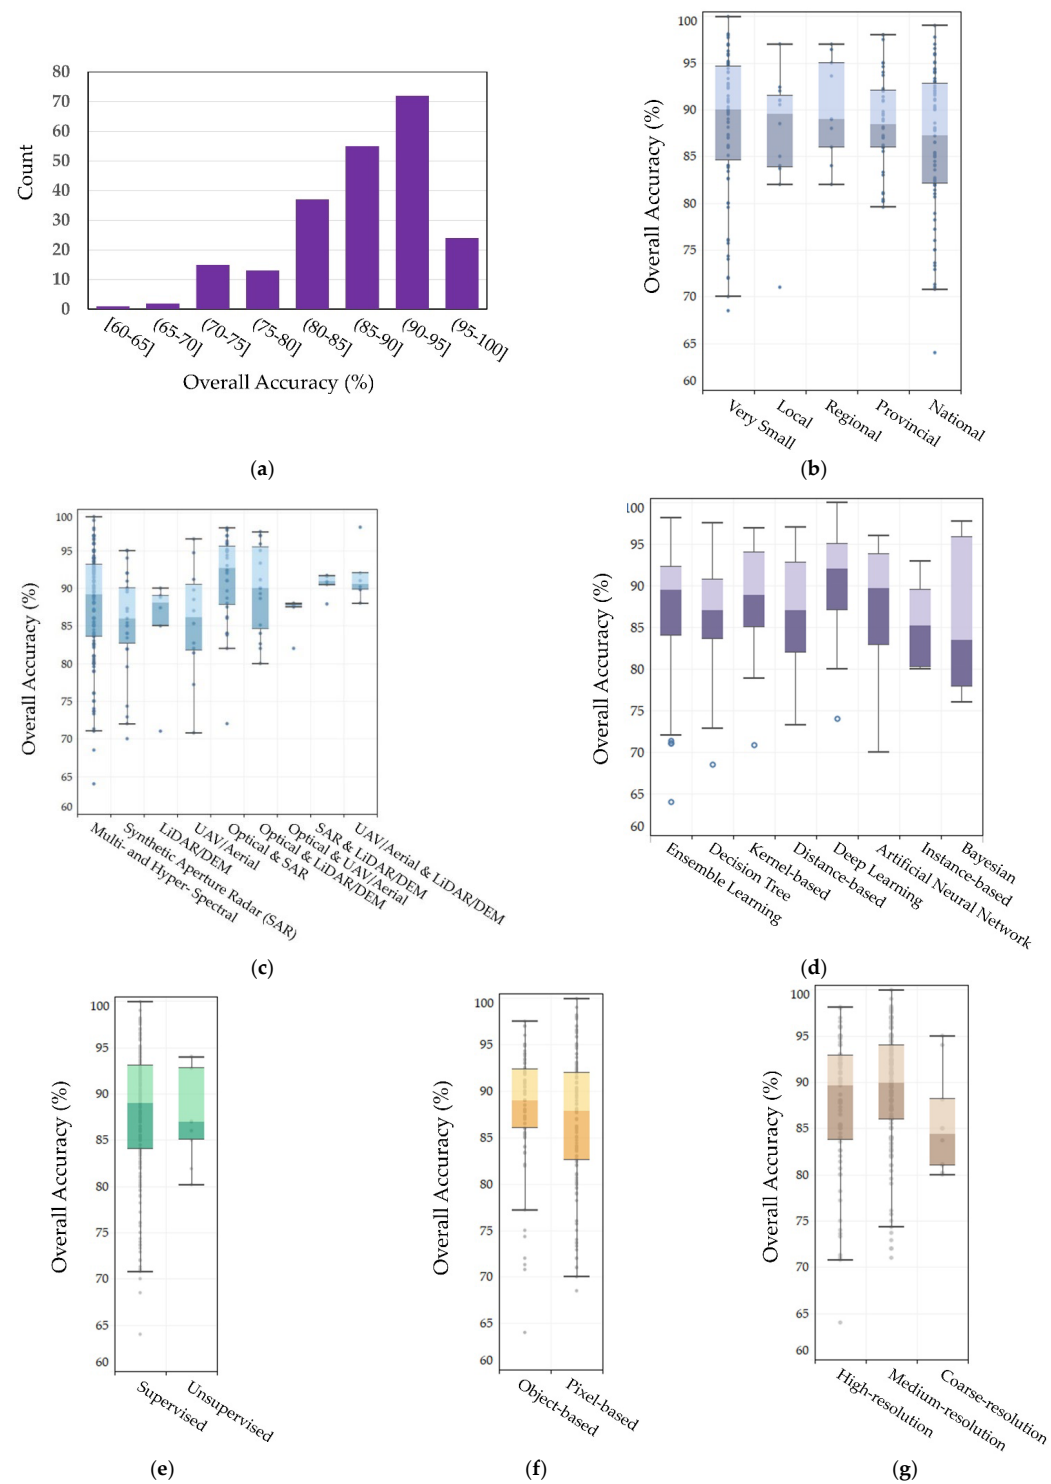 80
70
60
50
40
30
20
10
0
Count
[60-65]
(65-70]
(70-75]
(75-80]
(80-85]
(85-90]
(90-95]
(95-100]
Overall Accuracy (%)
(a)
100
95
90
85
80
75
70
65
60
Overall Accuracy (%)
Very Small
Local
Regional
Provincial
National
(b)
100
95
90
85
80
75
70
65
60
Overall Accuracy (%)
Multi- and Hyper- Spectral
Synthetic Aperture Radar (SAR)
LiDAR/DEM
UAV/Aerial
Optical & SAR
Optical & LiDAR/DEM
Optical & UAV/Aerial
SAR & LiDAR/DEM
UAV/Aerial & LiDAR/DEM
(c)
100
95
90
85
80
75
70
65
60
Overall Accuracy (%)
Ensemble Learning
Decision Tree
Kernel-based
Distance-based
Deep Learning
Artificial Neural Network
Instance-based
Bayesian
(d)
100
95
90
85
80
75
70
65
60
Overall Accuracy (%)
Supervised
Unsupervised
(e)
100
95
90
85
80
75
70
65
60
Overall Accuracy (%)
Object-based
Pixel-based
(f)
100
95
90
85
80
75
70
65
60
Overall Accuracy (%)
High-resolution
Medium-resolution
Coarse-resolution
(g)